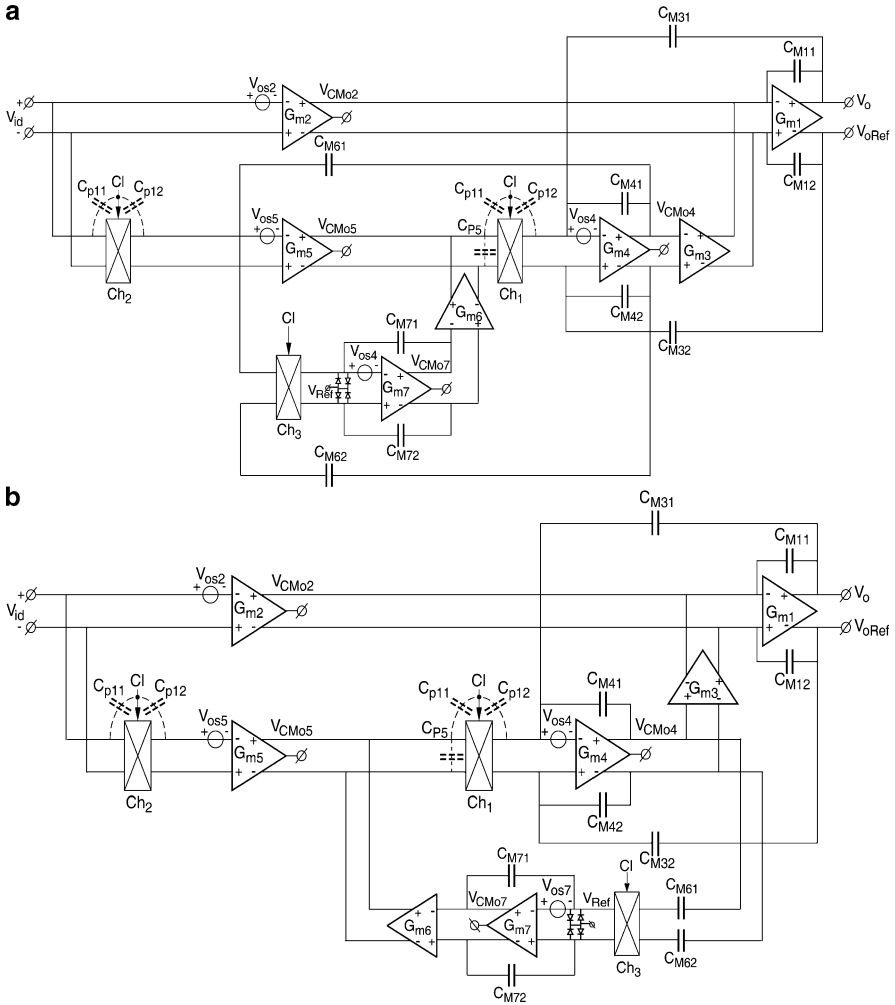 a
C_M31
C_M11
V_os2
V_CMo2
+
-
- +
+ -
G_m2
- +
+ -
G_m1
V_o
V_id
-
V_oRef
C_M61
C_M12
C_p11 Cl C_p12
C_p11 Cl C_p12
C_M41
V_os5
V_CMo5
C_P5
V_os4
V_CMo4
+ -
- +
+ -
G_m5
+ -
- +
+ -
G_m4
- +
+ -
G_m3
Ch_2
Ch_1
+ -
- +
G_m6
C_M42
Cl
C_M71
C_M32
V_os4
V_CMo7
+ -
V_Ref
- +
+ -
G_m7
Ch_3
C_M72
C_M62
b
C_M31
C_M11
V_os2
V_CMo2
+
+ -
- +
+ -
G_m2
- +
+ -
G_m1
V_o
V_id
-
V_oRef
C_M12
C_p11 Cl C_p12
C_p11 Cl C_p12
C_M41
- +
+ -
G_m3
V_os5
V_CMo5
C_P5
V_os4
V_CMo4
+ -
- +
+ -
G_m5
+ -
- +
+ -
G_m4
Ch_2
Ch_1
C_M42
C_M32
C_M71
Cl
V_CMo7
V_os7
V_Ref
C_M61
+ -
- +
G_m6
+ -
+ -
- +
G_m7
C_M62
Ch_3
C_M72